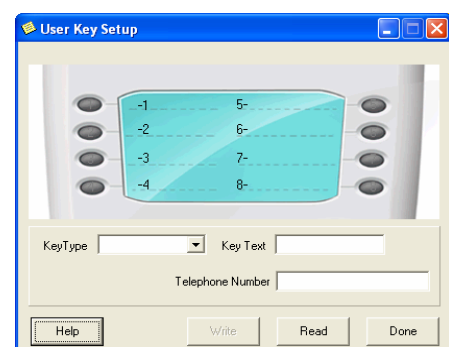 User Key Setup
-1 5-
-2 6-
-3 7-
-4 8-
KeyType Key Text
Telephone Number
Help Write Read Done